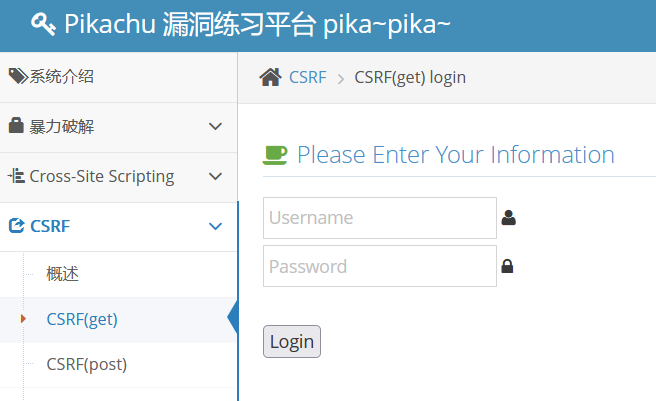 Pikachu 漏洞练习平台 pika~pika~
系统介绍
暴力破解
Cross-Site Scripting
CSRF
概述
CSRF(get)
CSRF(post)
CSRF CSRF(get) login
Please Enter Your Information
Username
Password
Login